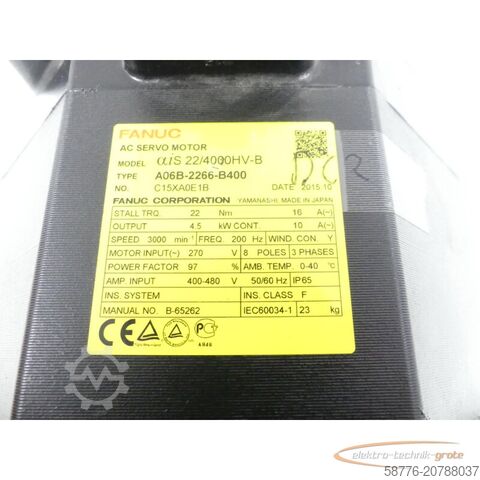 FANUC
AC SERVO MOTOR
MODEL αiS 22/4000HV-B
TYPE A06B-2266-B400
NO. C15XA0E1B DATE 2015.10
FANUC CORPORATION YAMANASHI, MADE IN JAPAN
STALL TRQ. 22 Nm 16 A(~)
OUTPUT 4.5 kW CONT. 10 A(~)
SPEED 3000 min⁻¹ FREQ. 200 Hz WIND. CON. Y
MOTOR INPUT(~) 270 V 8 POLES 3 PHASES
POWER FACTOR 97 % AMB. TEMP. 0-40 °C
AMP. INPUT 400-480 V 50/60 Hz IP65
INS. SYSTEM INS. CLASS F
MANUAL NO. B-65262 IEC60034-1 23 kg
CE
TÜV
Machineseeker
elektro-technik-grote
58776-20788037